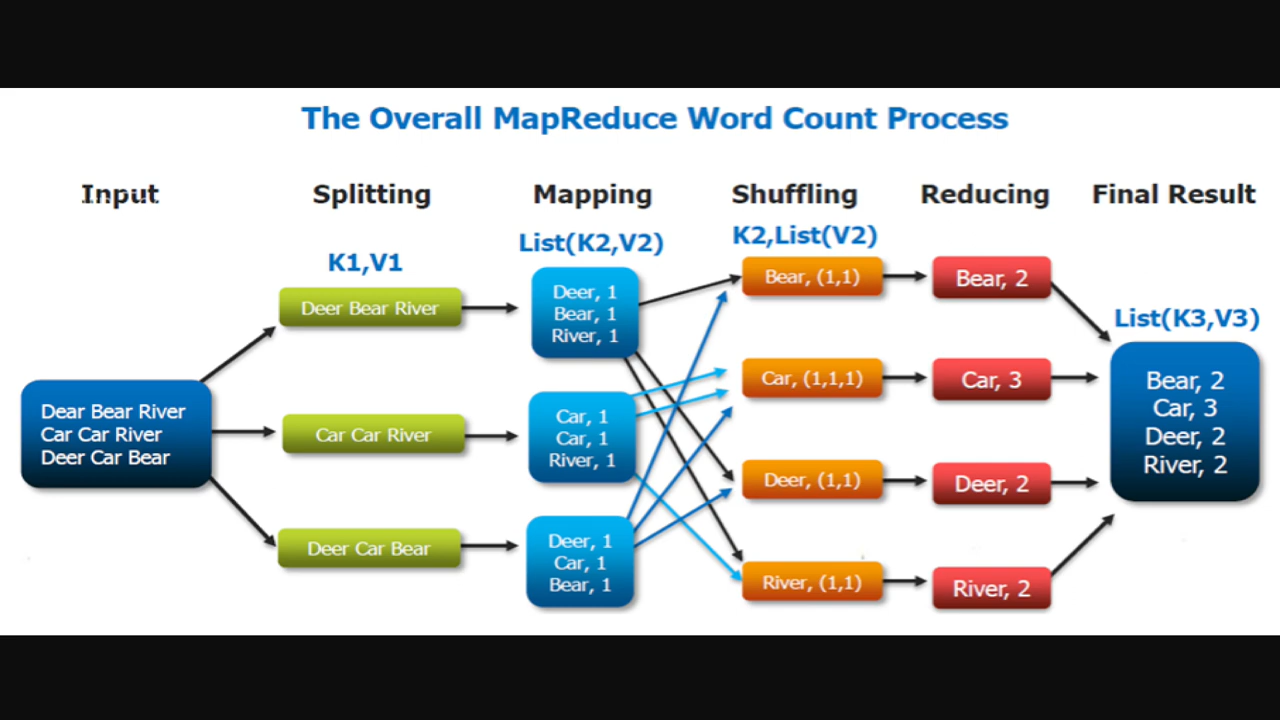 The Overall MapReduce Word Count Process
Input
Splitting
Mapping
Shuffling
Reducing
Final Result
K1,V1
List(K2,V2)
K2,List(V2)
List(K3,V3)
Dear Bear River
Car Car River
Deer Car Bear
Deer Bear River
Car Car River
Deer Car Bear
Deer, 1
Bear, 1
River, 1
Car, 1
Car, 1
River, 1
Deer, 1
Car, 1
Bear, 1
Bear, (1,1)
Car, (1,1,1)
Deer, (1,1)
River, (1,1)
Bear, 2
Car, 3
Deer, 2
River, 2
Bear, 2
Car, 3
Deer, 2
River, 2